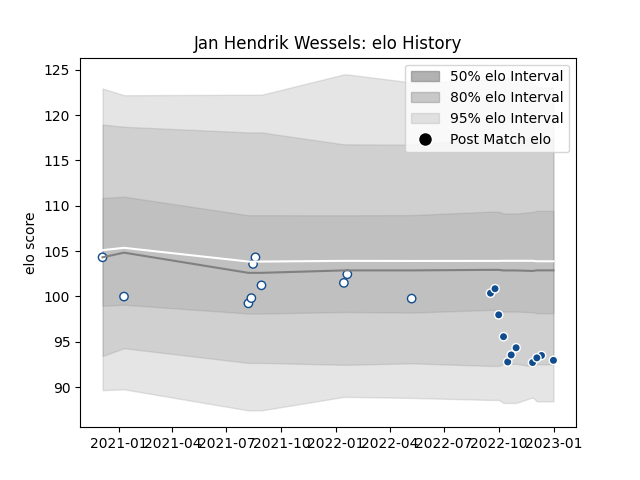 Jan Hendrik Wessels: elo History
125
120
115
110
105
100
95
90
elo score
50% elo Interval
80% elo Interval
95% elo Interval
Post Match elo
2021-01 2021-04 2021-07 2021-10 2022-01 2022-04 2022-07 2022-10 2023-01